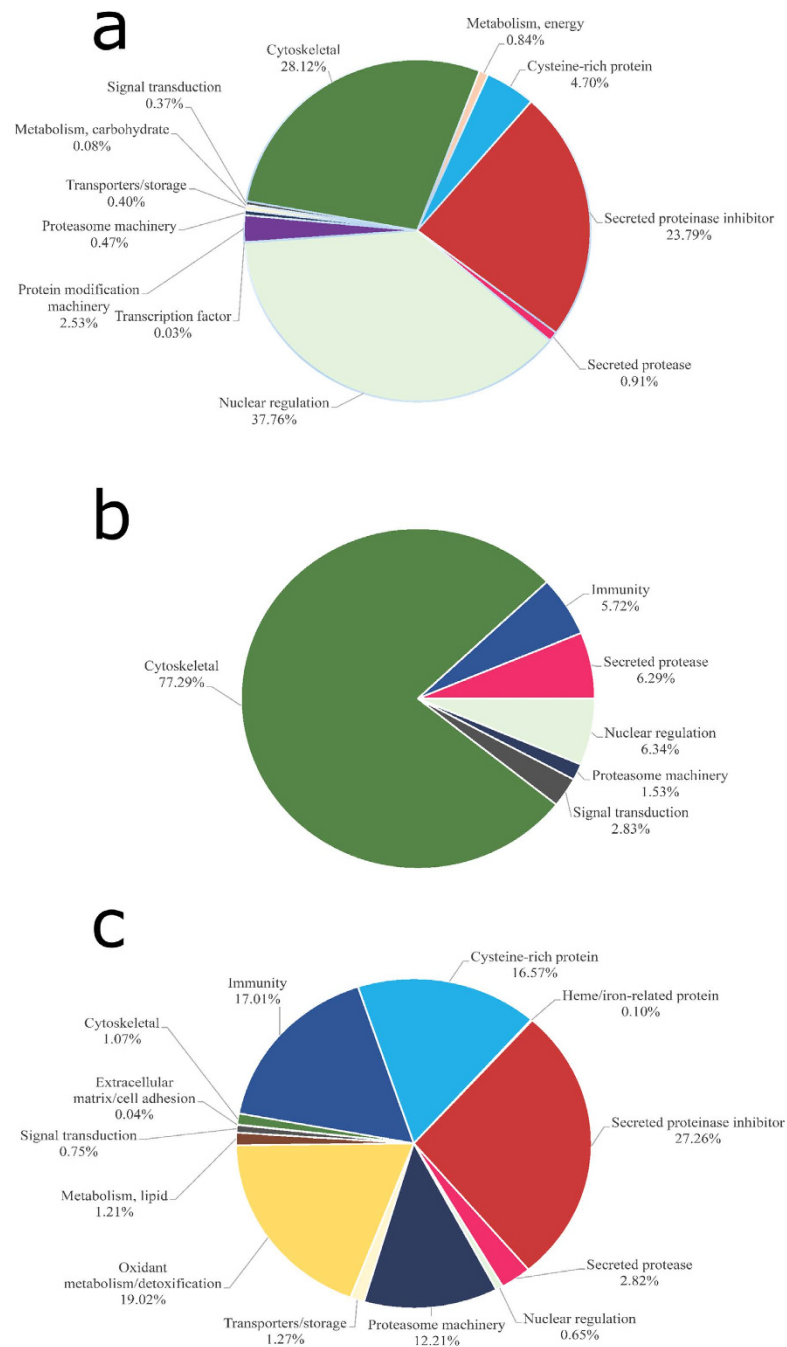 a
Metabolism, energy
0.84%
Cytoskeletal
28.12%
Cysteine-rich protein
4.70%
Signal transduction
0.37%
Metabolism, carbohydrate
0.08%
Transporters/storage
0.40%
Secreted proteinase inhibitor
23.79%
Proteasome machinery
0.47%
Protein modification
machinery
2.53%
Transcription factor
0.03%
Secreted protease
0.91%
Nuclear regulation
37.76%
b
Immunity
5.72%
Cytoskeletal
77.29%
Secreted protease
6.29%
Nuclear regulation
6.34%
Proteasome machinery
1.53%
Signal transduction
2.83%
c
Cysteine-rich protein
16.57%
Immunity
17.01%
Heme/iron-related protein
0.10%
Cytoskeletal
1.07%
Extracellular
matrix/cell adhesion
0.04%
Secreted proteinase inhibitor
27.26%
Signal transduction
0.75%
Metabolism, lipid
1.21%
Oxidant
metabolism/detoxification
19.02%
Secreted protease
2.82%
Nuclear regulation
0.65%
Transporters/storage
1.27%
Proteasome machinery
12.21%